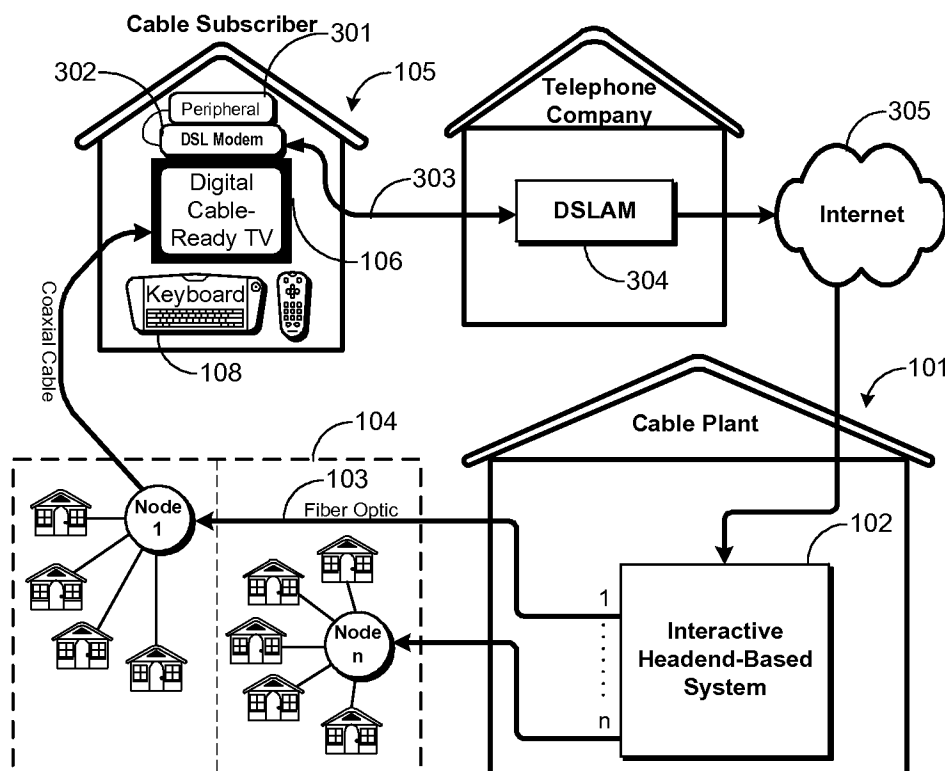 Cable Subscriber
301
302
105
Peripheral
DSL Modem
Digital
Cable-
Ready TV
106
Keyboard
108
Coaxial Cable
303
Telephone
Company
DSLAM
304
305
Internet
101
Cable Plant
104
103
Fiber Optic
Node
1
Node
n
102
1
n
Interactive
Headend-Based
System